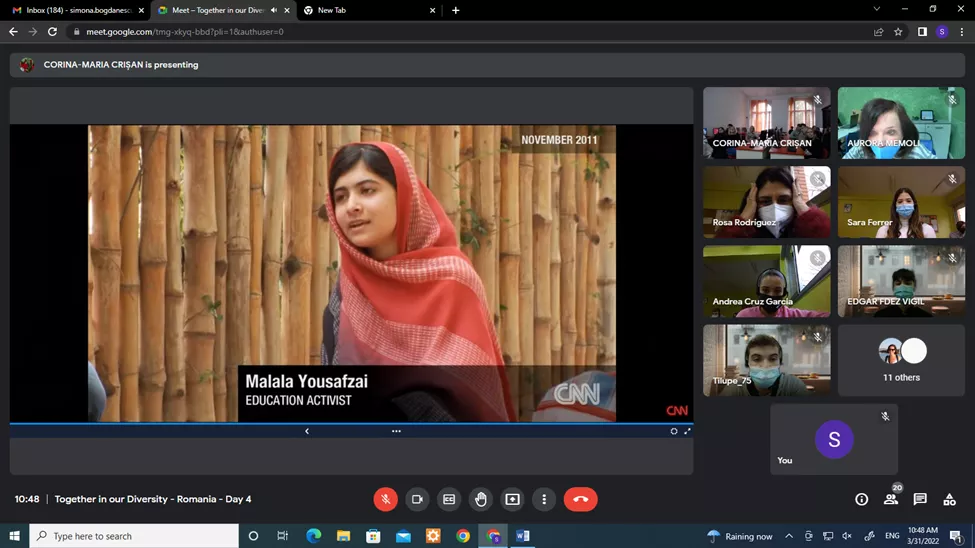 Inbox (184) - simona.bogdanesc
Meet – Together in our Diver
New Tab
meet.google.com/tmg-xkyq-bbd?pli=1&authuser=0
S
CORINA-MARIA CRIȘAN is presenting
NOVEMBER 2011
Malala Yousafzai
EDUCATION ACTIVIST
CNN
CNN
CORINA-MARIA CRIȘAN
AURORA MEMOLI
Rosa Rodríguez
Sara Ferrer
Andrea Cruz García
EDGAR FDEZ VIGIL
Tilupe_75
11 others
S
You
10:48 | Together in our Diversity - Romania - Day 4
20
Type here to search
Raining now
ENG
10:48 AM
3/31/2022
1